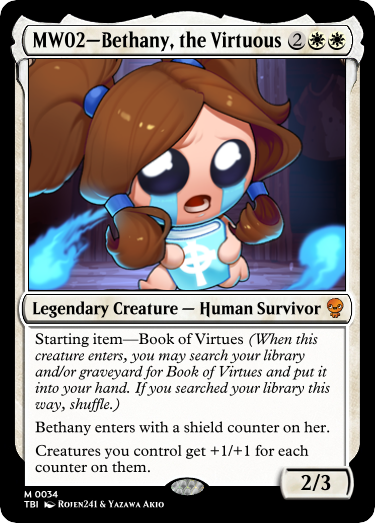 MW02—Bethany, the Virtuous 2
Legendary Creature — Human Survivor
Starting item—Book of Virtues (When this
creature enters, you may search your library
and/or graveyard for Book of Virtues and put it
into your hand. If you searched your library this
way, shuffle.)
Bethany enters with a shield counter on her.
Creatures you control get +1/+1 for each
counter on them.
2/3
M 0034
TBI Rojen241 & Yazawa Akio